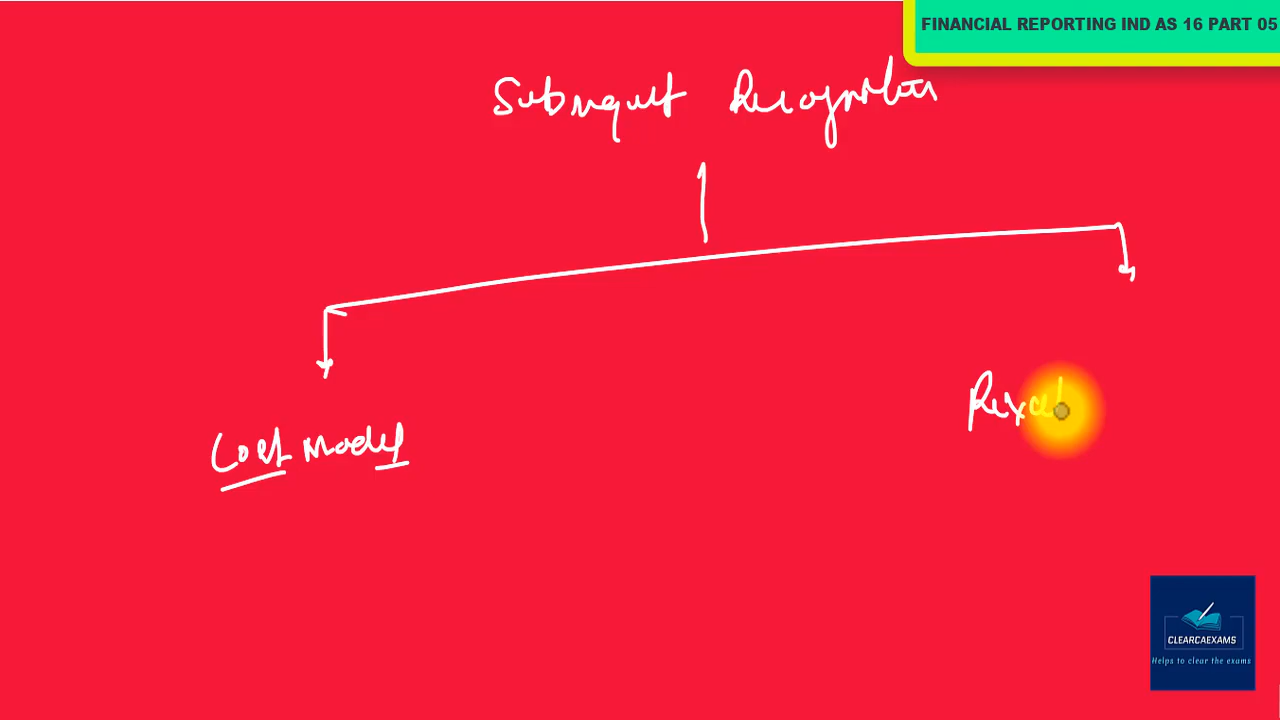 FINANCIAL REPORTING IND AS 16 PART 05
Subsequent Recognition
Cost Model
CLEARCAEXAMS
Helps to clear the exams